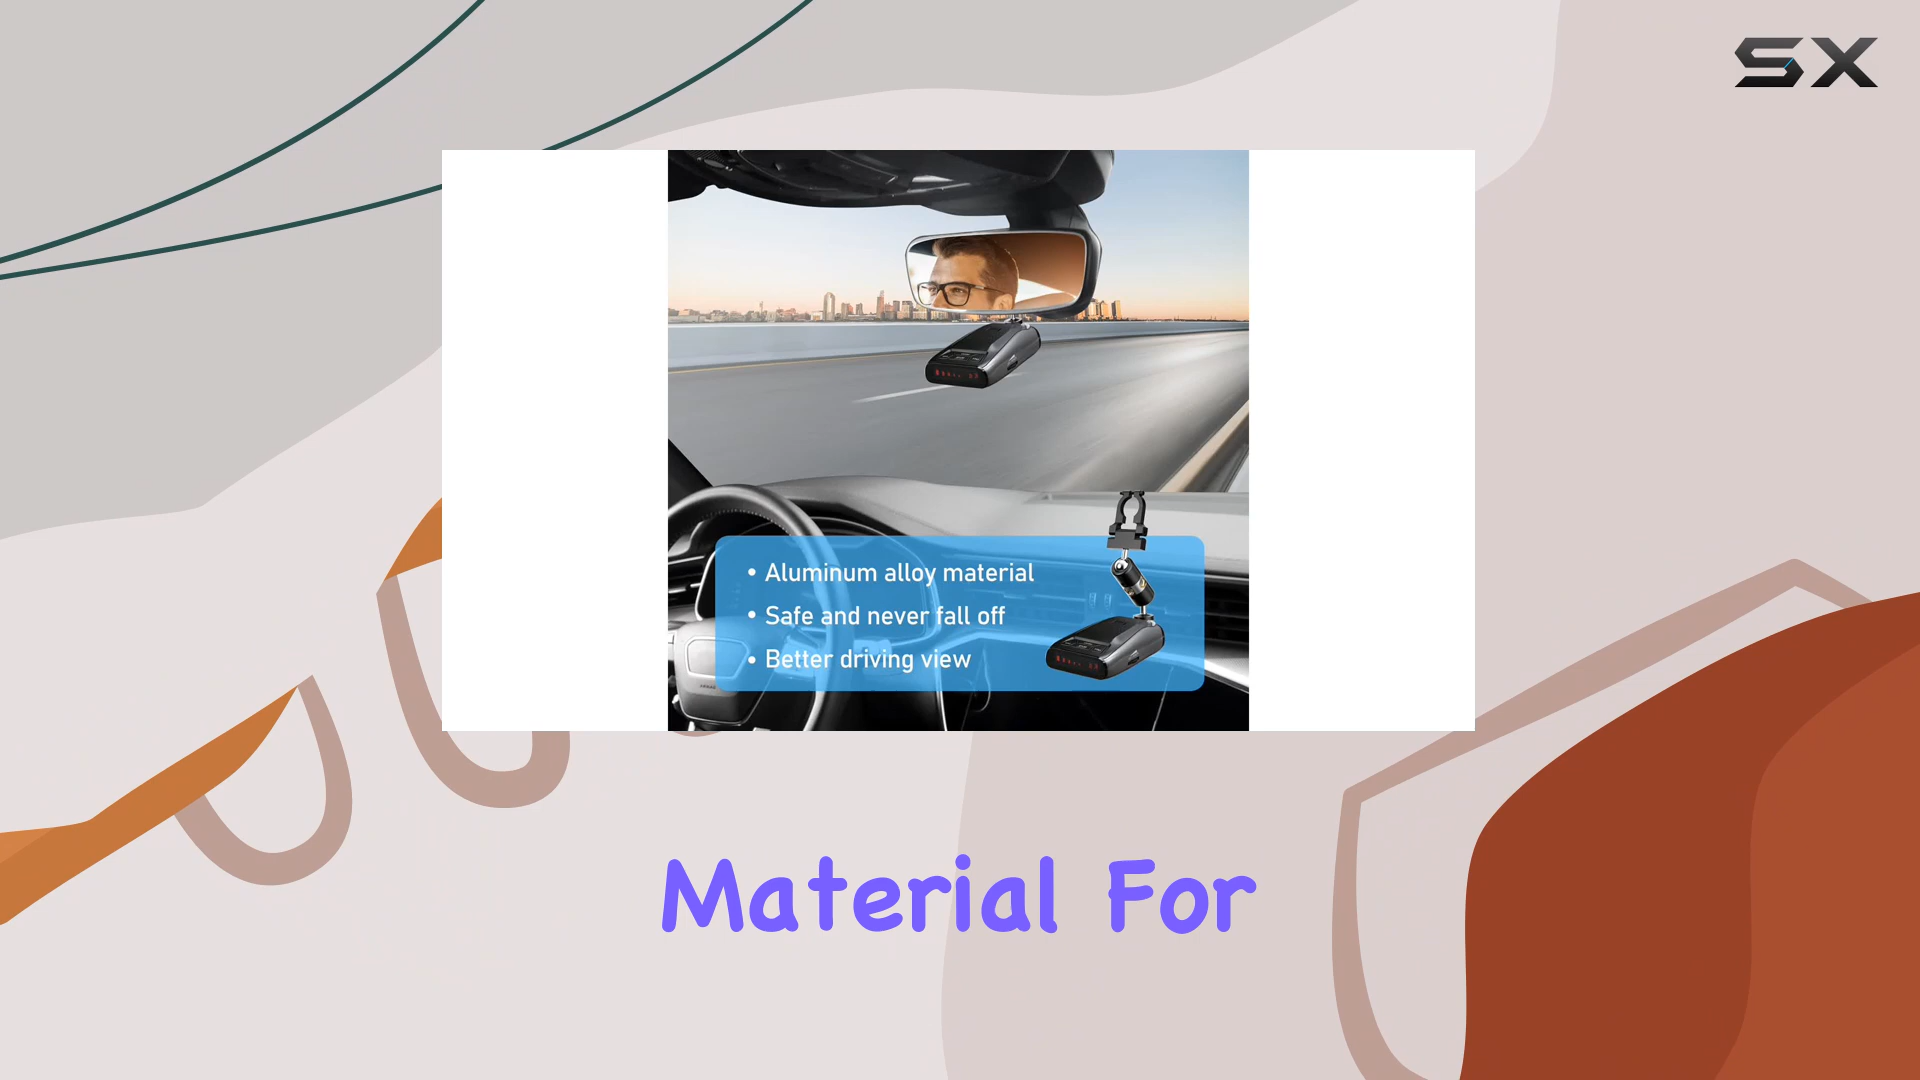 SX
• Aluminum alloy material
• Safe and never fall off
• Better driving view
Material For